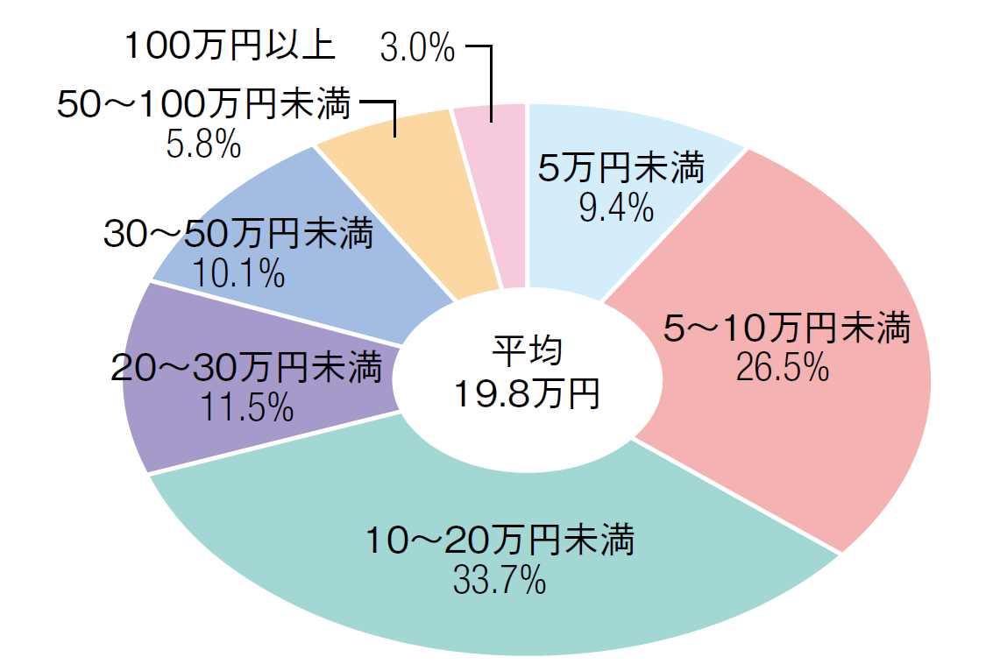 100万円以上 3.0%
50〜100万円未満
5.8%
5万円未満
9.4%
30〜50万円未満
10.1%
5〜10万円未満
26.5%
平均
19.8万円
20〜30万円未満
11.5%
10〜20万円未満
33.7%